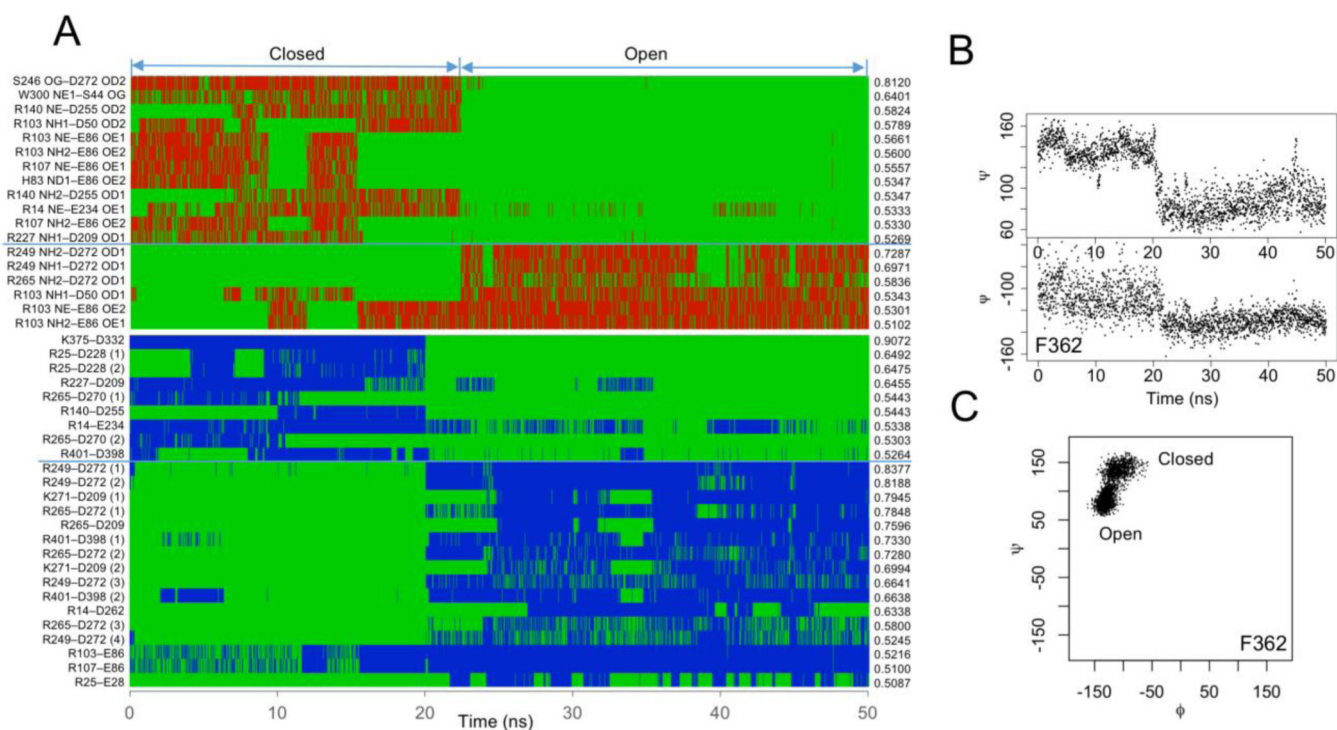 A
Closed
Open
S246 OG–D272 OD2 0.8120
W300 NE1–S44 OG 0.6401
R140 NE–D255 OD2 0.5824
R103 NH1–D50 OD2 0.5789
R103 NE–E86 OE1 0.5661
R103 NH2–E86 OE2 0.5600
R107 NE–E86 OE1 0.5557
H83 ND1–E86 OE2 0.5347
R140 NH2–D255 OD1 0.5347
R14 NE–E234 OE1 0.5333
R107 NH2–E86 OE2 0.5330
R227 NH1–D209 OD1 0.5269
R249 NH2–D272 OD1 0.7287
R249 NH1–D272 OD1 0.6971
R265 NH2–D272 OD1 0.5836
R103 NH1–D50 OD1 0.5343
R103 NE–E86 OE2 0.5301
R103 NH2–E86 OE1 0.5102
K375–D332 0.9072
R25–D228 (1) 0.6492
R25–D228 (2) 0.6475
R227–D209 0.6455
R265–D270 (1) 0.5443
R140–D255 0.5443
R14–E234 0.5338
R265–D270 (2) 0.5303
R401–D398 0.5264
R249–D272 (1) 0.8377
R249–D272 (2) 0.8188
K271–D209 (1) 0.7945
R265–D272 (1) 0.7848
R265–D209 0.7596
R401–D398 (1) 0.7330
R265–D272 (2) 0.7280
K271–D209 (2) 0.6994
R249–D272 (3) 0.6641
R401–D398 (2) 0.6638
R14–D262 0.6338
R265–D272 (3) 0.5800
R249–D272 (4) 0.5245
R103–E86 0.5216
R107–E86 0.5100
R25–E28 0.5087
0 10 20 30 40 50
Time (ns)
B
160
ψ
100
60
0 10 20 30 40 50
-100
ψ
-160
F362
0 10 20 30 40 50
Time (ns)
C
150
50
ψ
-50
-150
Closed
Open
F362
-150 -50 50 150
ϕ